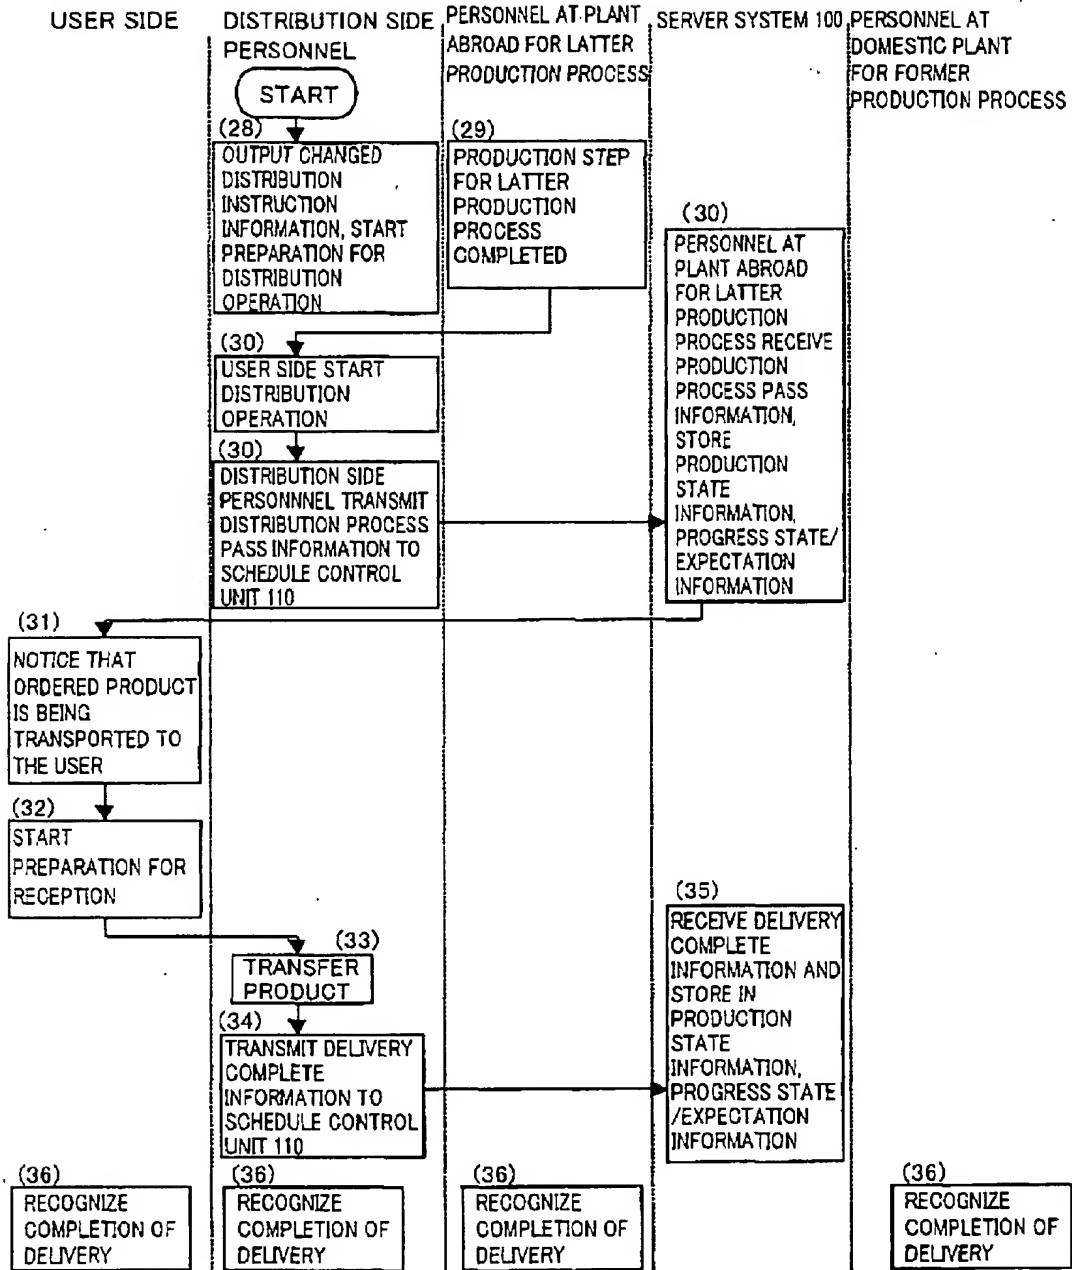 USER SIDE
DISTRIBUTION SIDE
PERSONNEL
PERSONNEL AT PLANT
ABROAD FOR LATTER
PRODUCTION PROCESS
SERVER SYSTEM 100
PERSONNEL AT
DOMESTIC PLANT
FOR FORMER
PRODUCTION PROCESS
START
(28)
OUTPUT CHANGED
DISTRIBUTION
INSTRUCTION
INFORMATION, START
PREPARATION FOR
DISTRIBUTION
OPERATION
(29)
PRODUCTION STEP
FOR LATTER
PRODUCTION
PROCESS
COMPLETED
(30)
PERSONNEL AT
PLANT ABROAD
FOR LATTER
PRODUCTION
PROCESS RECEIVE
PRODUCTION
PROCESS PASS
INFORMATION,
STORE
PRODUCTION
STATE
INFORMATION,
PROGRESS STATE/
EXPECTATION
INFORMATION
(30)
USER SIDE START
DISTRIBUTION
OPERATION
(30)
DISTRIBUTION SIDE
PERSONNNEL TRANSMIT
DISTRIBUTION PROCESS
PASS INFORMATION TO
SCHEDULE CONTROL
UNIT 110
(31)
NOTICE THAT
ORDERED PRODUCT
IS BEING
TRANSPORTED TO
THE USER
(32)
START
PREPARATION FOR
RECEPTION
(33)
TRANSFER
PRODUCT
(34)
TRANSMIT DELIVERY
COMPLETE
INFORMATION TO
SCHEDULE CONTROL
UNIT 110
(35)
RECEIVE DELIVERY
COMPLETE
INFORMATION AND
STORE IN
PRODUCTION
STATE
INFORMATION,
PROGRESS STATE
/EXPECTATION
INFORMATION
(36)
RECOGNIZE
COMPLETION OF
DELIVERY
(36)
RECOGNIZE
COMPLETION OF
DELIVERY
(36)
RECOGNIZE
COMPLETION OF
DELIVERY
(36)
RECOGNIZE
COMPLETION OF
DELIVERY